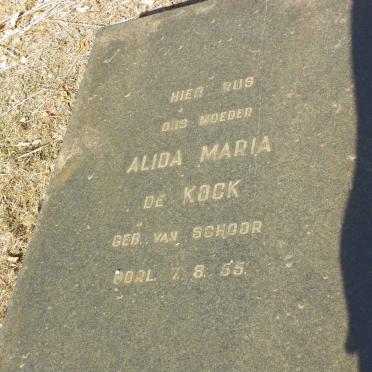 HIER RUS
ONS MOEDER
ALIDA MARIA
DE KOCK
GEB. VAN SCHOOR
OORL. 7. 8. 55.